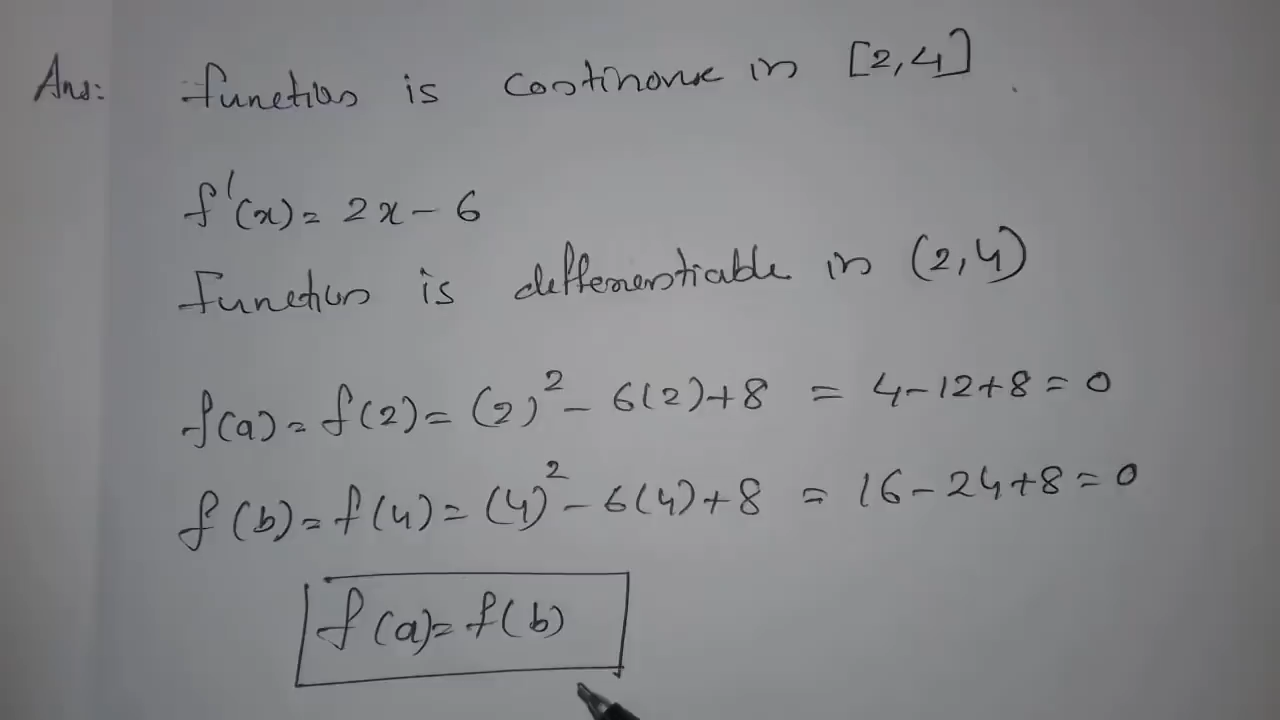 Ans: function is continous in [2,4]
f'(x) = 2x - 6
Function is differentiable in (2,4)
f(a) = f(2) = (2)² - 6(2)+8 = 4-12+8 = 0
f(b) = f(4) = (4)² - 6(4)+8 = 16-24+8 = 0
f(a) = f(b)